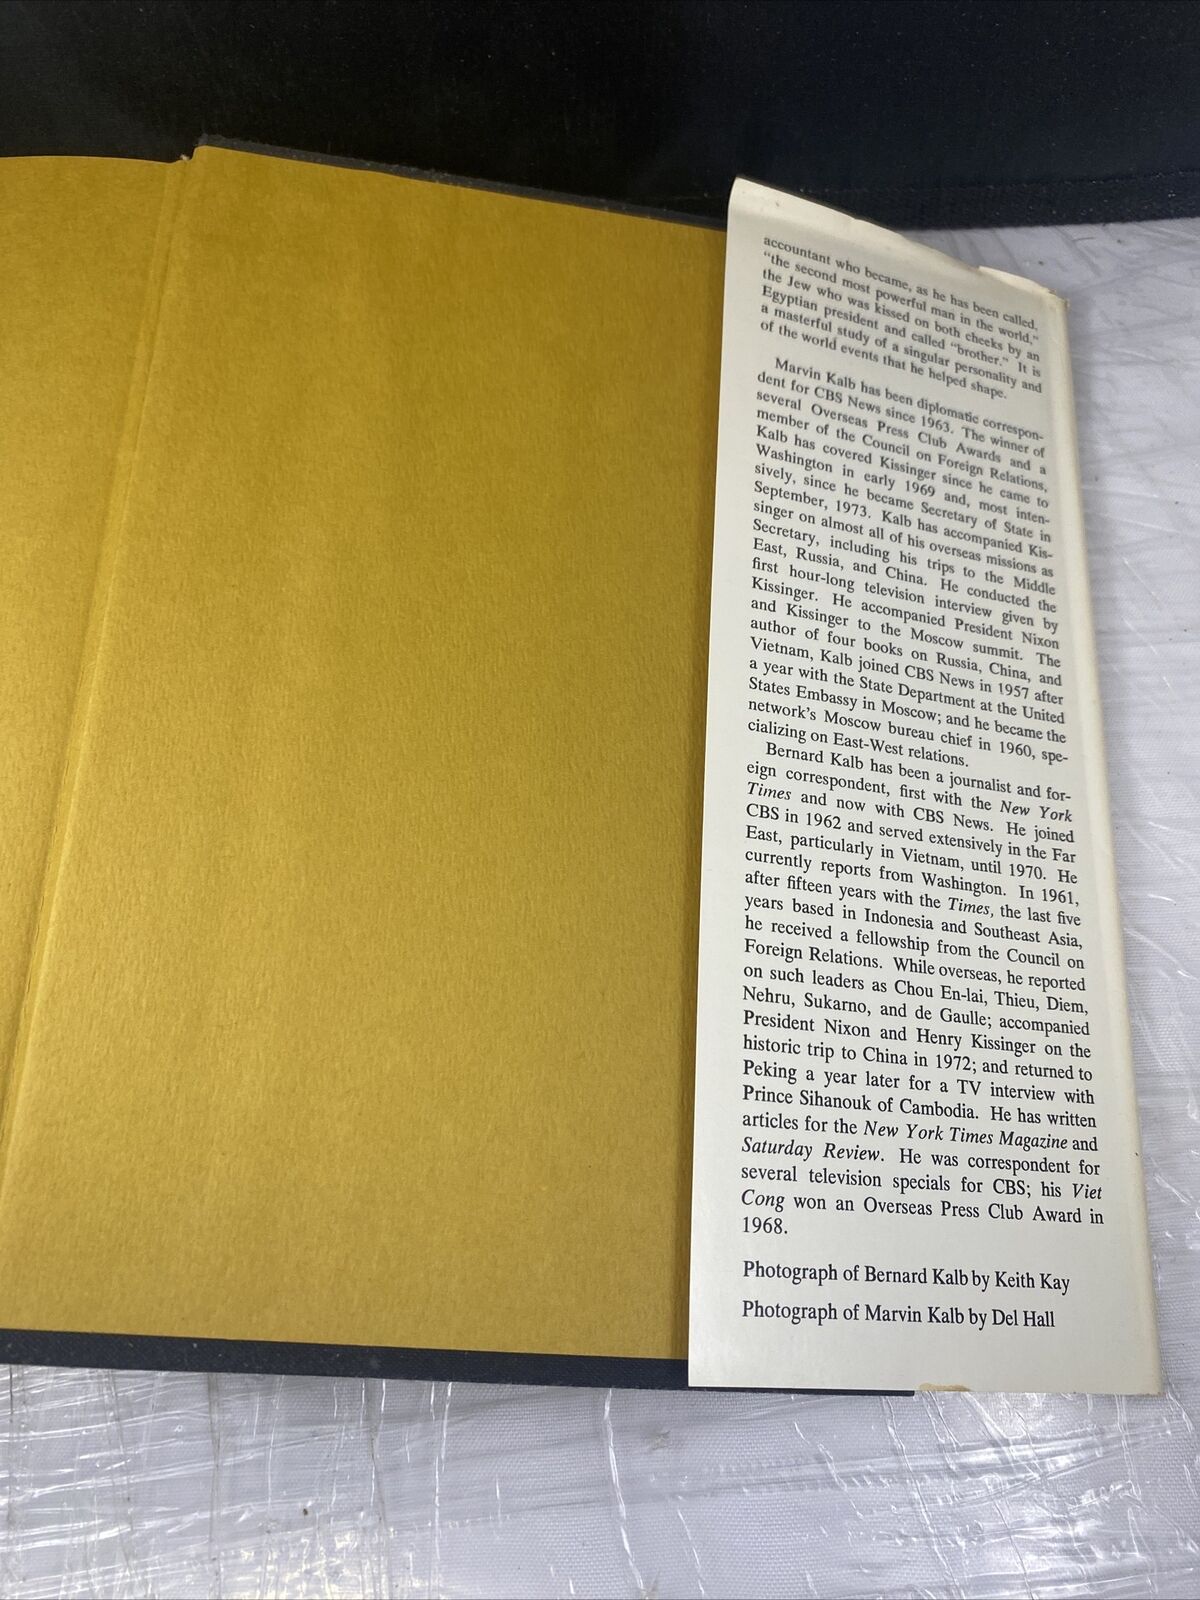 accountant who became, as he has been called,
"the second most powerful man in the world,"
the Jew who was kissed on both cheeks by an
Egyptian president and called "brother." It is
a masterful study of a singular personality and
of the world events that he helped shape.
Marvin Kalb has been diplomatic correspon-
dent for CBS News since 1963. The winner of
several Overseas Press Club Awards and a
member of the Council on Foreign Relations,
Kalb has covered Kissinger since he came to
Washington in early 1969 and, most inten-
sively, since he became Secretary of State in
September, 1973. Kalb has accompanied Kis-
singer on almost all of his overseas missions as
Secretary, including his trips to the Middle
East, Russia, and China. He conducted the
first hour-long television interview given by
Kissinger. He accompanied President Nixon
and Kissinger to the Moscow summit. The
author of four books on Russia, China, and
Vietnam, Kalb joined CBS News in 1957 after
a year with the State Department at the United
States Embassy in Moscow; and he became the
network's Moscow bureau chief in 1960, spe-
cializing on East-West relations.
Bernard Kalb has been a journalist and for-
eign correspondent, first with the New York
Times and now with CBS News. He joined
CBS in 1962 and served extensively in the Far
East, particularly in Vietnam, until 1970. He
currently reports from Washington. In 1961,
after fifteen years with the Times, the last five
years based in Indonesia and Southeast Asia,
he received a fellowship from the Council on
Foreign Relations. While overseas, he reported
on such leaders as Chou En-lai, Thieu, Diem,
Nehru, Sukarno, and de Gaulle; accompanied
President Nixon and Henry Kissinger on the
historic trip to China in 1972; and returned to
Peking a year later for a TV interview with
Prince Sihanouk of Cambodia. He has written
articles for the New York Times Magazine and
Saturday Review. He was correspondent for
several television specials for CBS; his Viet
Cong won an Overseas Press Club Award in
1968.
Photograph of Bernard Kalb by Keith Kay
Photograph of Marvin Kalb by Del Hall